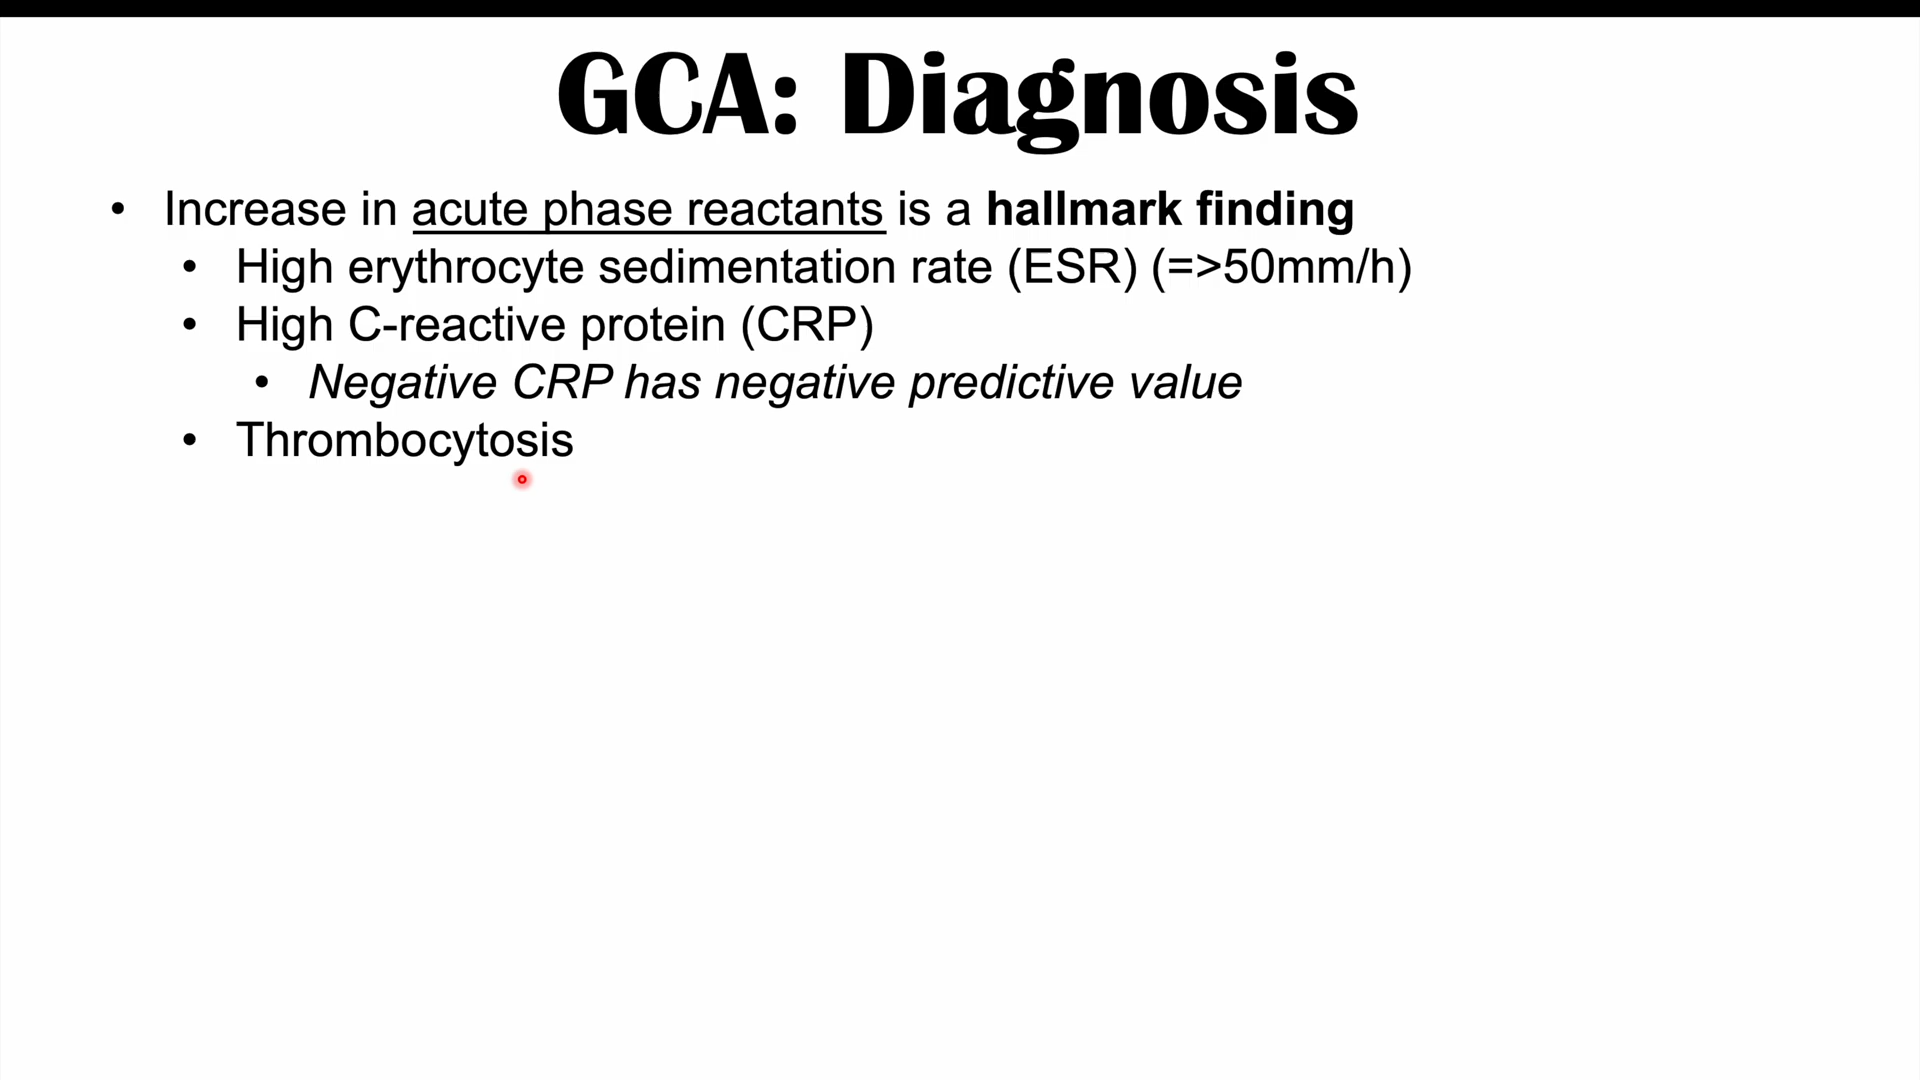 GCA: Diagnosis
• Increase in acute phase reactants is a hallmark finding
• High erythrocyte sedimentation rate (ESR) (=>50mm/h)
• High C-reactive protein (CRP)
• Negative CRP has negative predictive value
• Thrombocytosis